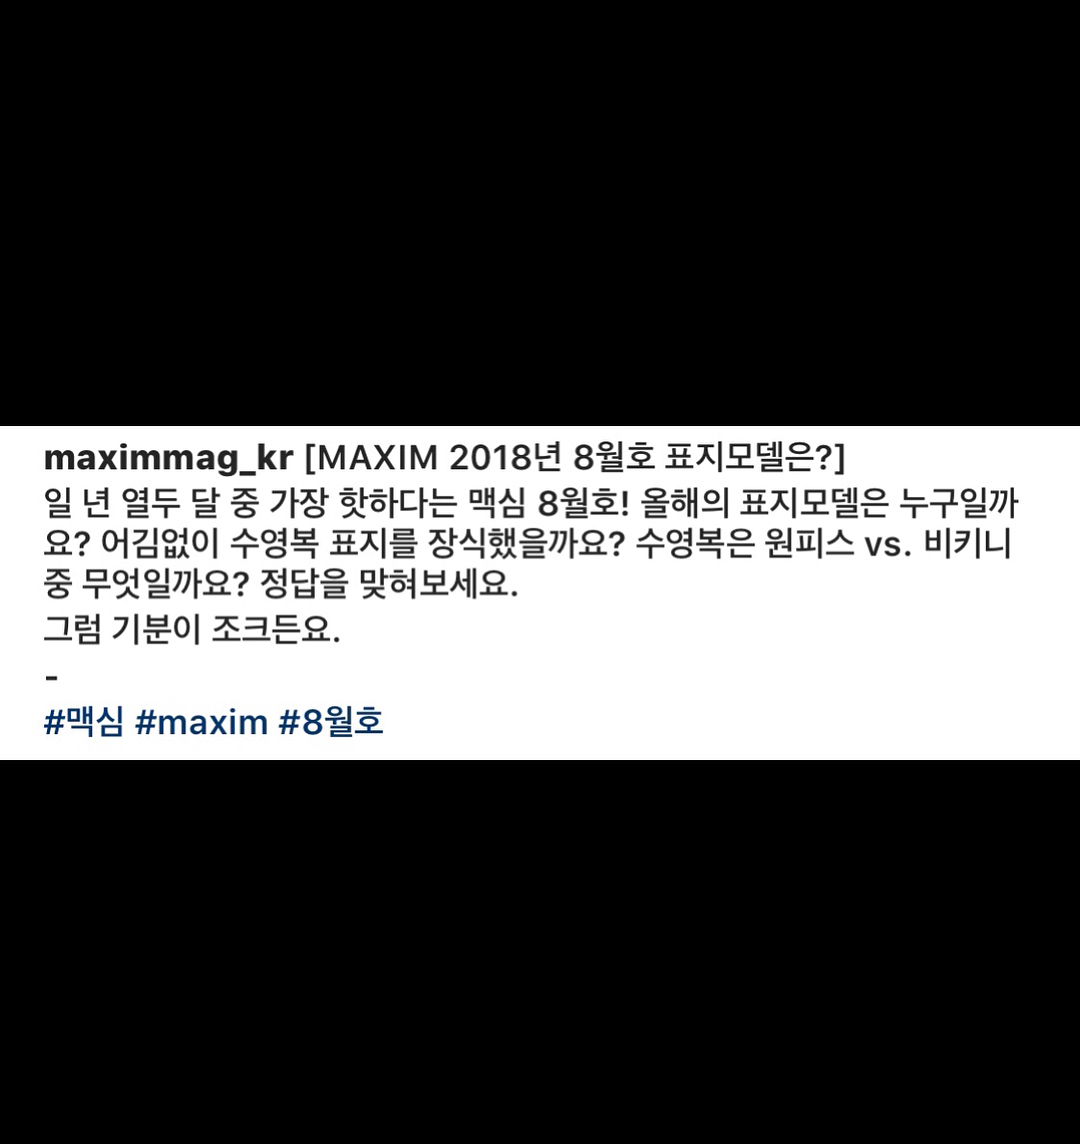 maximmag_kr [MAXIM 2018년 8월호 표지모델은?]
일 년 열두 달 중 가장 핫하다는 맥심 8월호! 올해의 표지모델은 누구일까
요? 어김없이 수영복 표지를 장식했을까요? 수영복은 원피스 vs. 비키니
중 무엇일까요? 정답을 맞혀보세요.
그럼 기분이 조크든요.
-
#맥심 #maxim #8월호